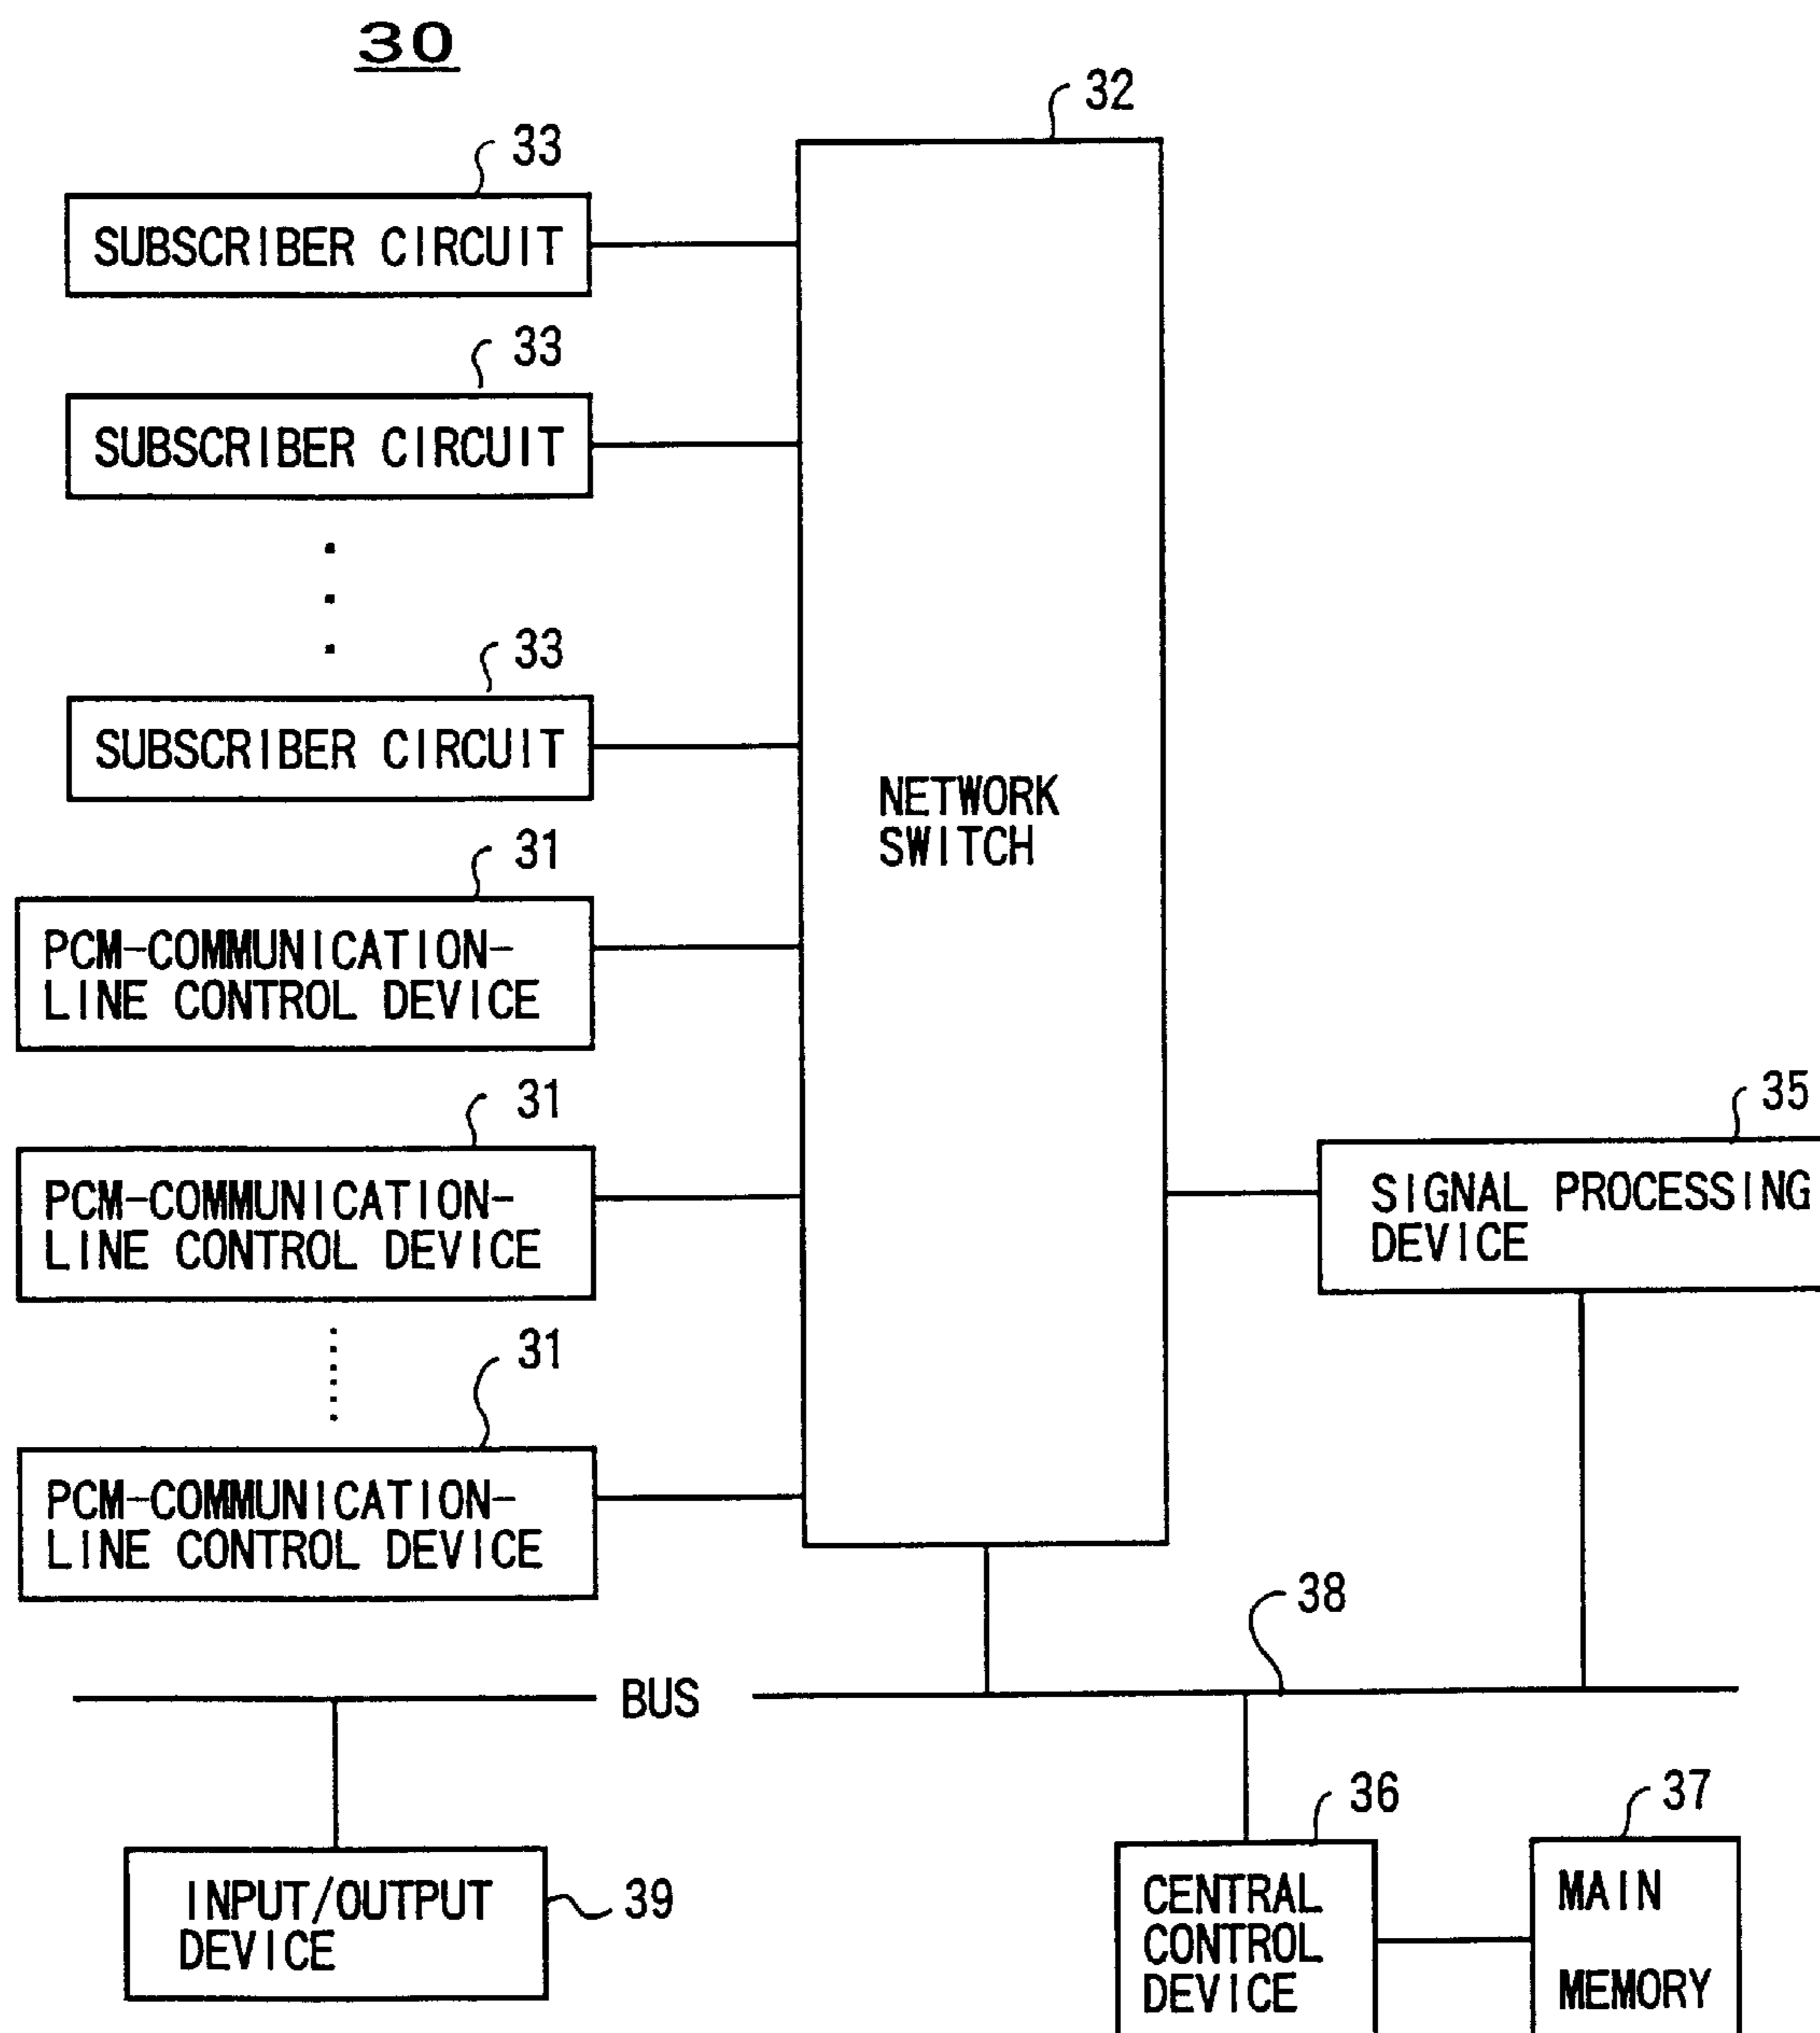 30
32
33
SUBSCRIBER CIRCUIT
33
SUBSCRIBER CIRCUIT
33
SUBSCRIBER CIRCUIT
NETWORK
SWITCH
31
PCM-COMMUNICATION-
LINE CONTROL DEVICE
31
PCM-COMMUNICATION-
LINE CONTROL DEVICE
35
SIGNAL PROCESSING
DEVICE
31
PCM-COMMUNICATION-
LINE CONTROL DEVICE
38
BUS
36
37
INPUT/OUTPUT
DEVICE
39
CENTRAL
CONTROL
DEVICE
MAIN
MEMORY